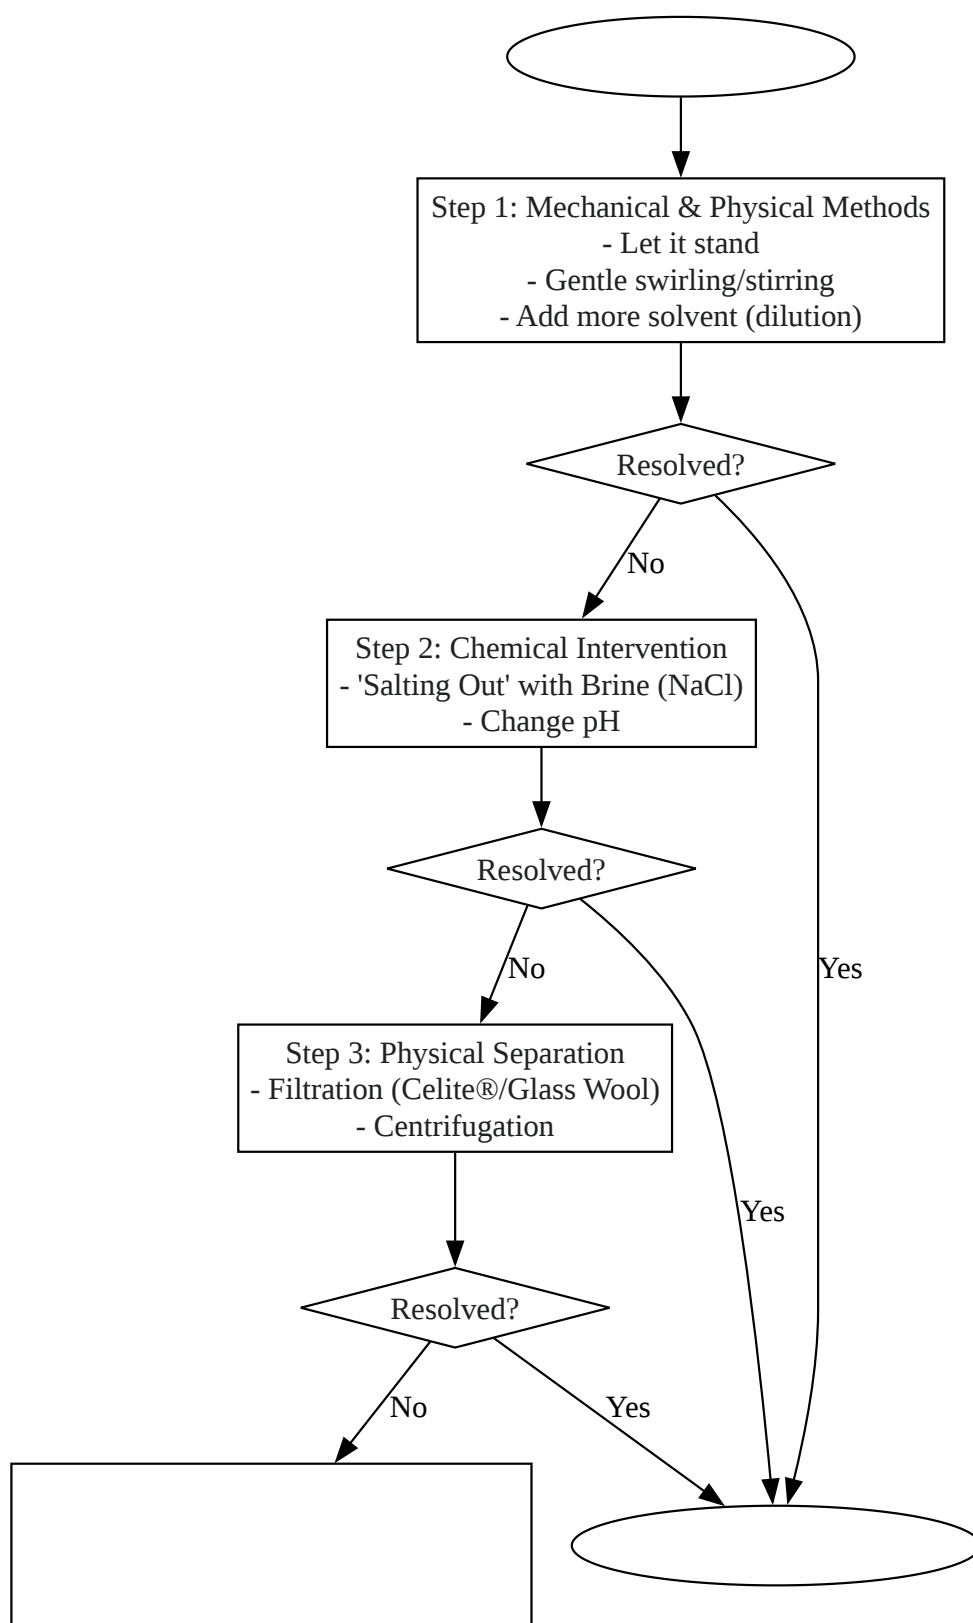 Step 1: Mechanical & Physical Methods
- Let it stand
- Gentle swirling/stirring
- Add more solvent (dilution)
Resolved?
No
Step 2: Chemical Intervention
- 'Salting Out' with Brine (NaCl)
- Change pH
Resolved?
No
Yes
Step 3: Physical Separation
- Filtration (Celite®/Glass Wool)
- Centrifugation
Yes
Resolved?
No
Yes